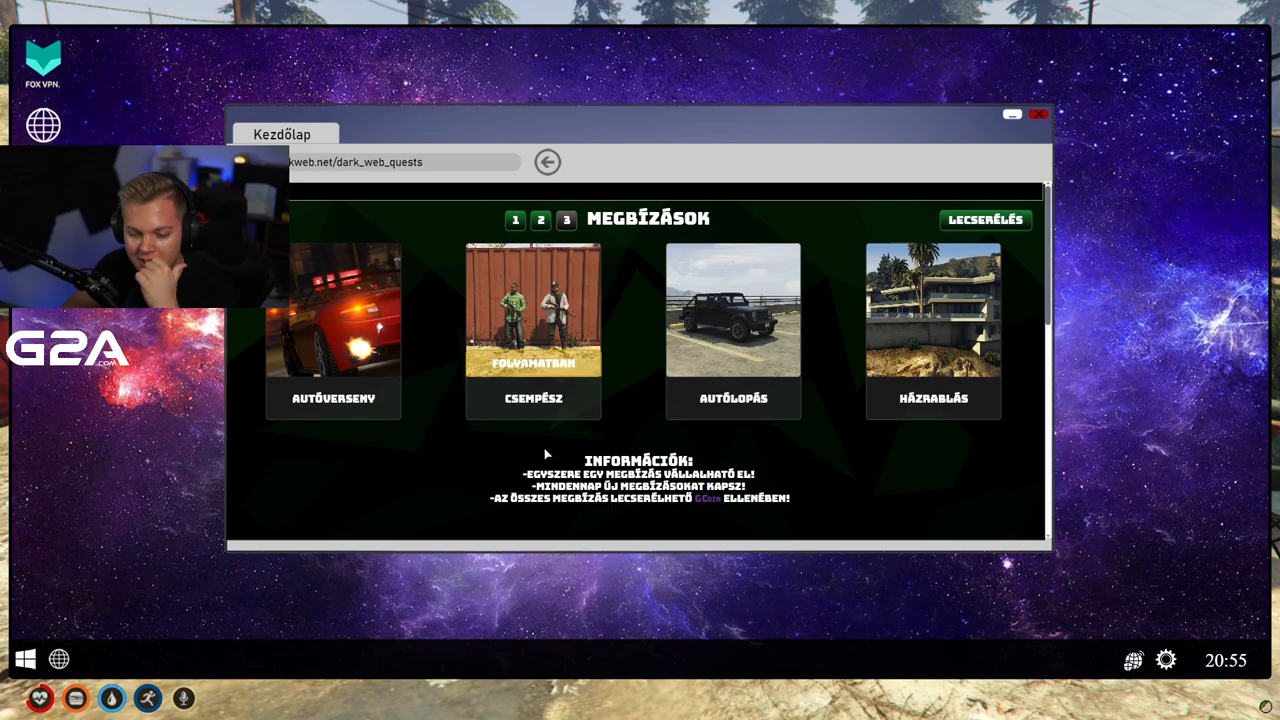 FOX VPN.
Kezdőlap
kweb.net/dark_web_quests
1 2 3 MEGBÍZÁSOK
LECSERÉLÉS
FOLYAMATBAN
AUTÓVERSENY
CSEMPÉSZ
AUTÓLOPÁS
HÁZRABLÁS
G2A.COM
INFORMÁCIÓK:
-EGYSZERE EGY MEGBÍZÁS VÁLLALHATÓ EL!
-MINDENNAP ÚJ MEGBÍZÁSOKAT KAPSZ!
-AZ ÖSSZES MEGBÍZÁS LECSERÉLHETŐ GCOIN ELLENÉBEN!
20:55